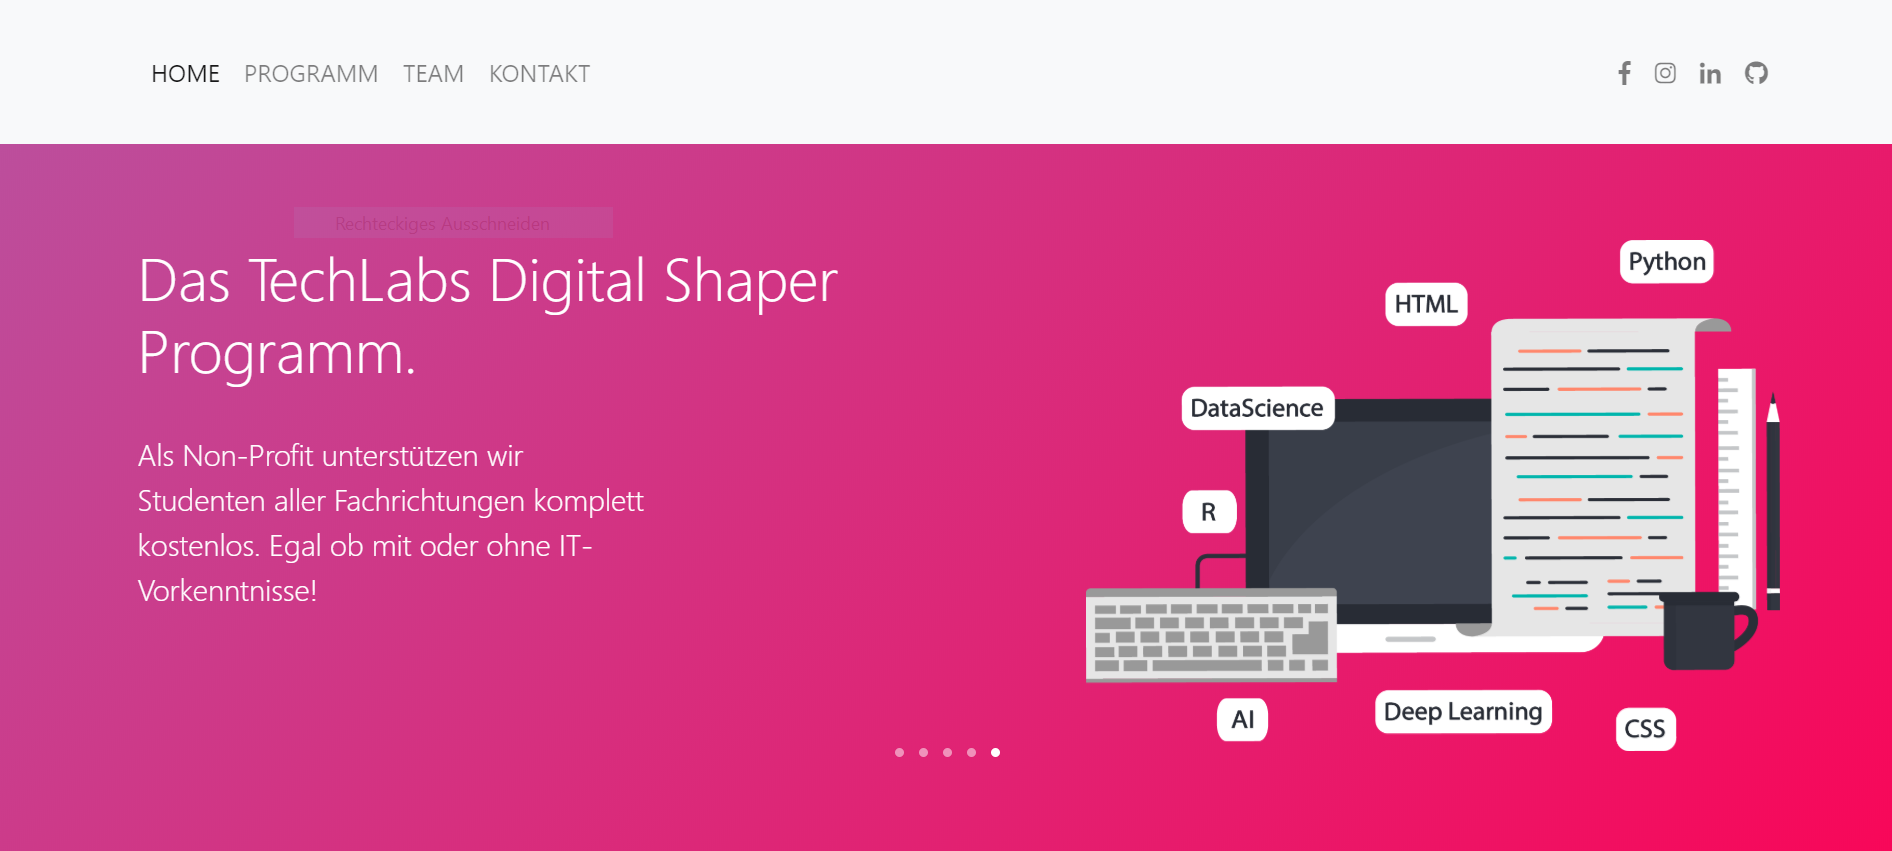 HOME PROGRAMM TEAM KONTAKT
Rechteckiges Ausschneiden
Das TechLabs Digital Shaper
Programm.
Als Non-Profit unterstützen wir
Studenten aller Fachrichtungen komplett
kostenlos. Egal ob mit oder ohne IT-
Vorkenntnisse!
Python
HTML
DataScience
R
AI
Deep Learning
CSS